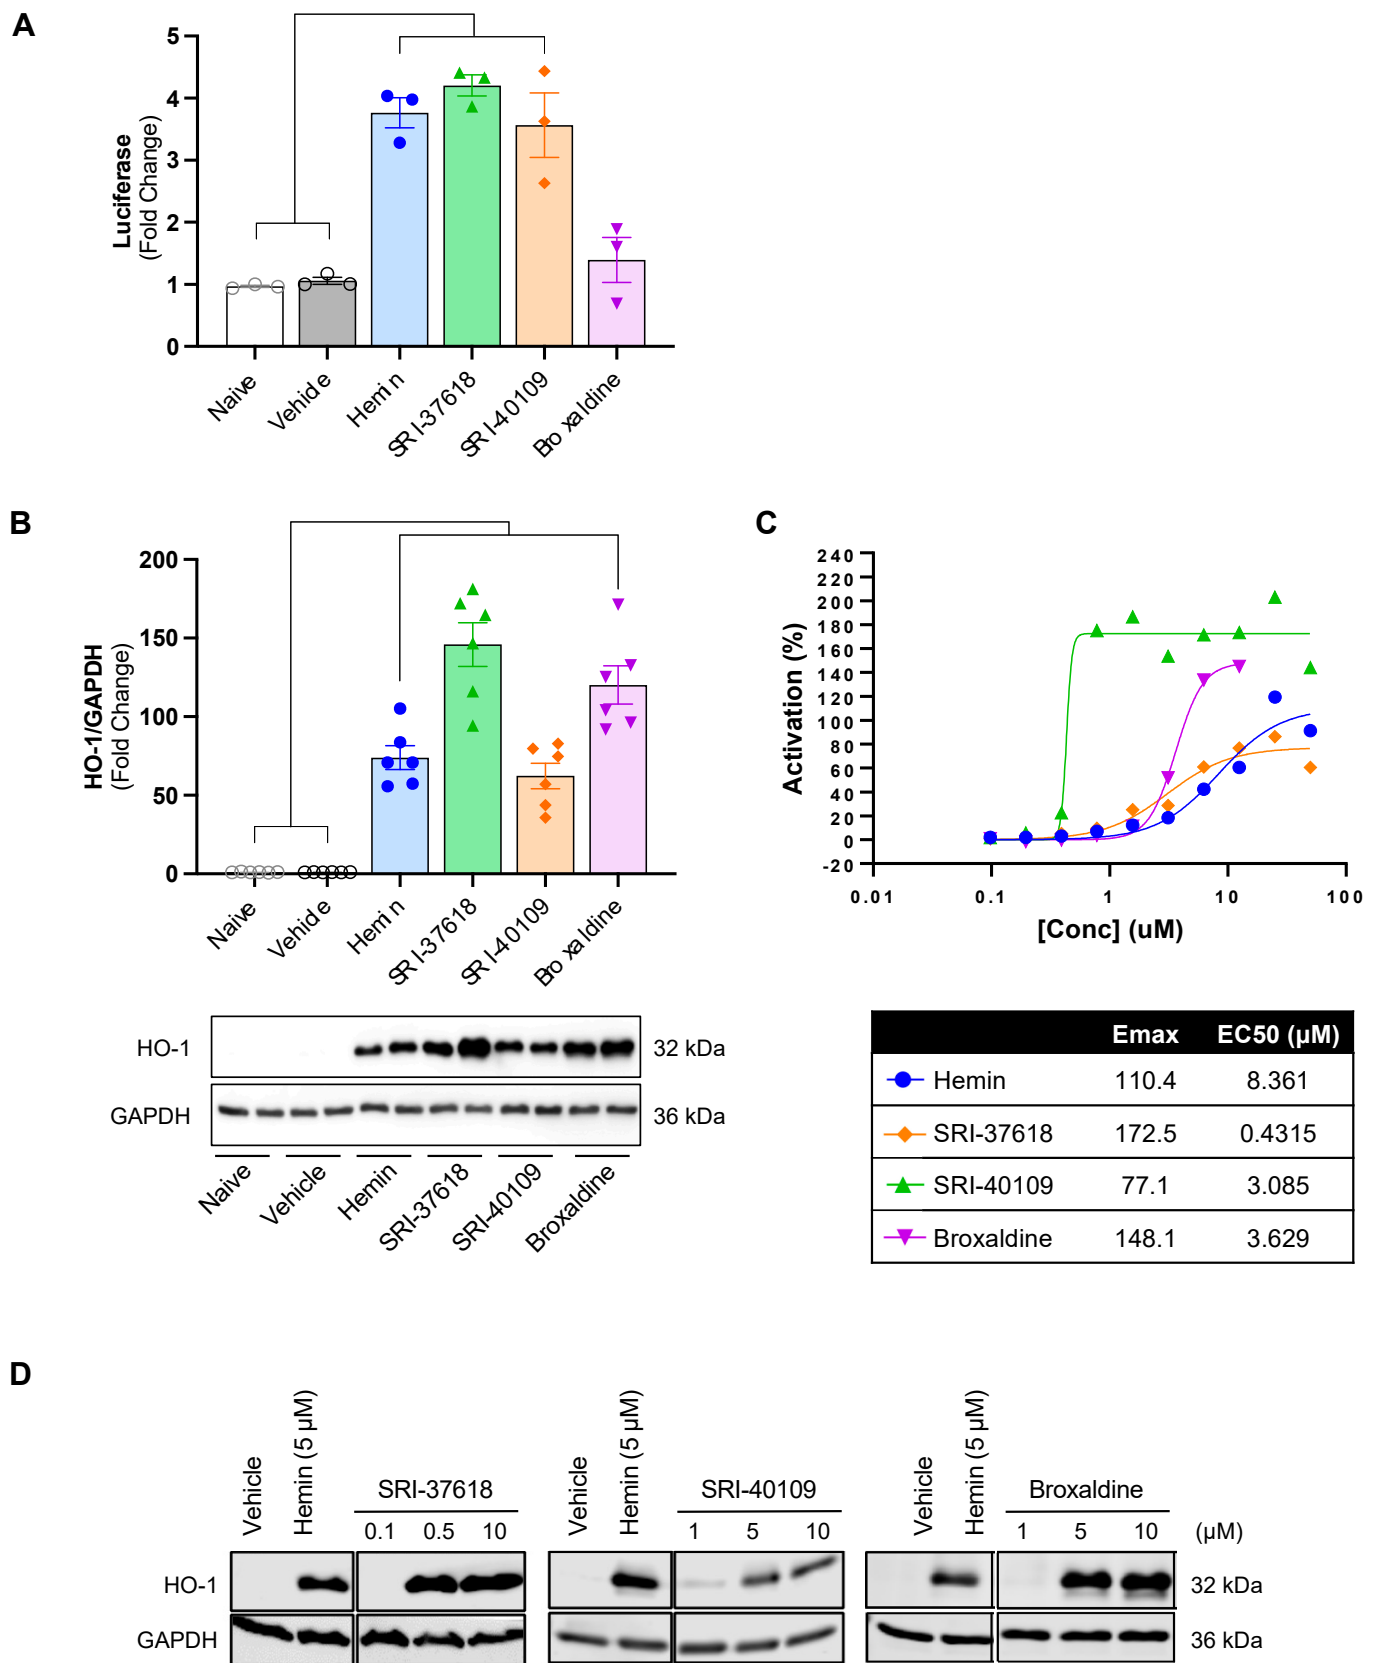 A
Luciferase
(Fold Change)
5
4
3
2
1
0
Naive
Vehicle
Hemin
SRI-37618
SRI-40109
Broxaldine
B
HO-1/GAPDH
(Fold Change)
200
150
100
50
0
Naive
Vehicle
Hemin
SRI-37618
SRI-40109
Broxaldine
HO-1
32 kDa
GAPDH
36 kDa
Naive
Vehicle
Hemin
SRI-37618
SRI-40109
Broxaldine
C
Activation (%)
240
220
200
180
160
140
120
100
80
60
40
20
0
-20
0.01 0.1 1 10 100
[Conc] (uM)
Emax EC50 (µM)
Hemin 110.4 8.361
SRI-37618 172.5 0.4315
SRI-40109 77.1 3.085
Broxaldine 148.1 3.629
D
Vehicle
Hemin (5 µM)
SRI-37618
0.1 0.5 10
Vehicle
Hemin (5 µM)
SRI-40109
1 5 10
Vehicle
Hemin (5 µM)
Broxaldine
1 5 10 (µM)
HO-1
32 kDa
GAPDH
36 kDa